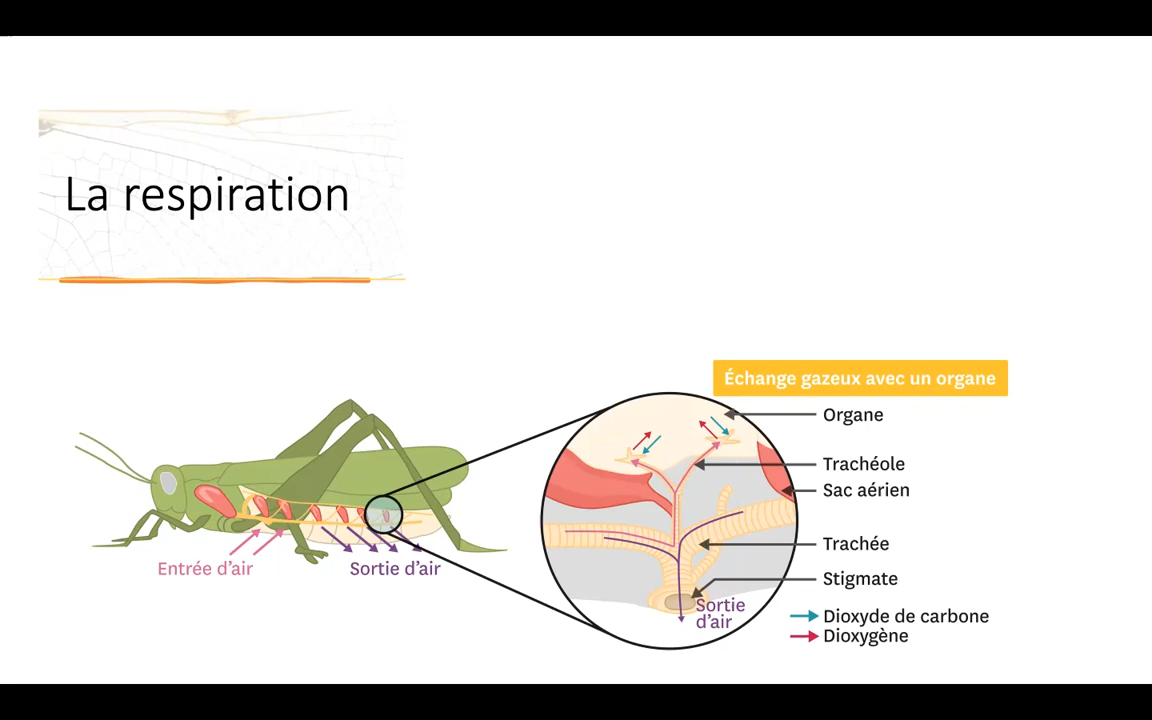 La respiration
Échange gazeux avec un organe
Organe
Trachéole
Sac aérien
Trachée
Stigmate
Entrée d'air
Sortie d'air
Sortie
d'air
Dioxyde de carbone
Dioxygène